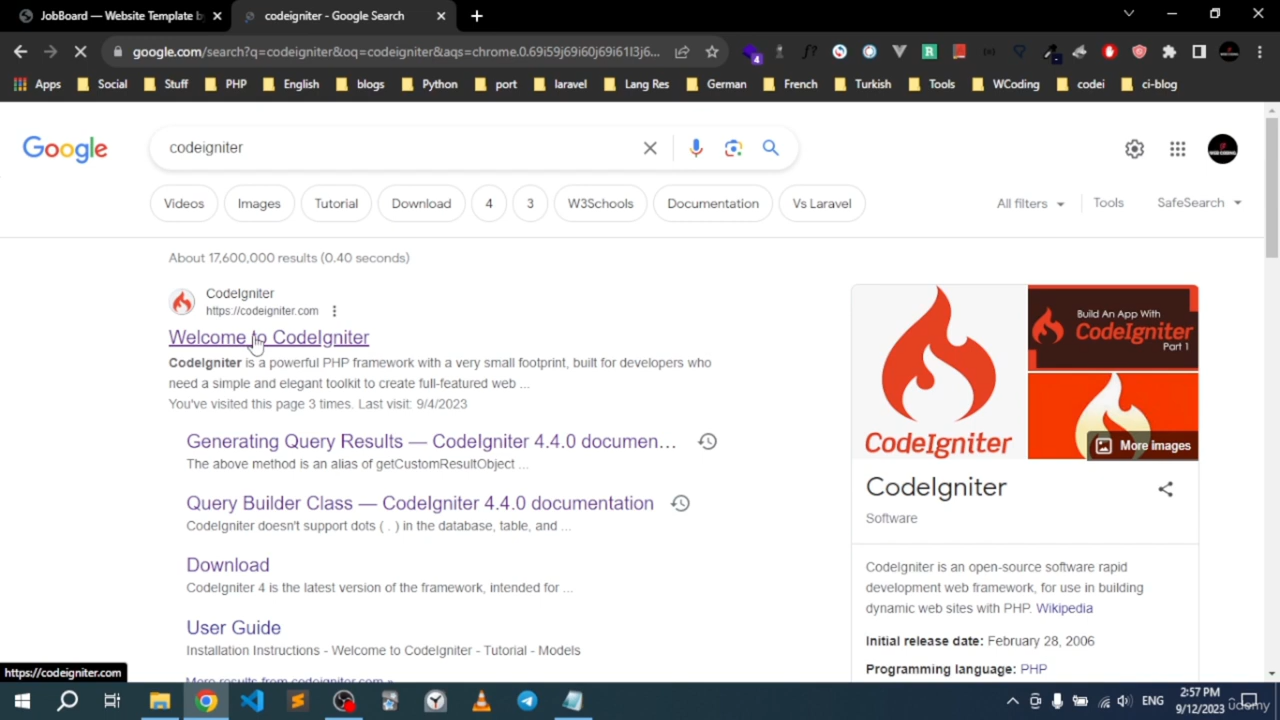 JobBoard — Website Template by
codeigniter - Google Search
google.com/search?q=codeigniter&oq=codeigniter&aqs=chrome.0.69i59j69i60j69i61l3j6...
4
Apps
Social
Stuff
PHP
English
blogs
Python
port
laravel
Lang Res
German
French
Turkish
Tools
WCoding
codei
ci-blog
Google
codeigniter
Videos
Images
Tutorial
Download
4
3
W3Schools
Documentation
Vs Laravel
All filters
Tools
SafeSearch
About 17,600,000 results (0.40 seconds)
CodeIgniter
https://codeigniter.com
Welcome to CodeIgniter
CodeIgniter is a powerful PHP framework with a very small footprint, built for developers who
need a simple and elegant toolkit to create full-featured web ...
You've visited this page 3 times. Last visit: 9/4/2023
Generating Query Results — CodeIgniter 4.4.0 documen...
The above method is an alias of getCustomResultObject ...
Query Builder Class — CodeIgniter 4.4.0 documentation
CodeIgniter doesn't support dots ( . ) in the database, table, and ...
Download
CodeIgniter 4 is the latest version of the framework, intended for ...
User Guide
Installation Instructions - Welcome to CodeIgniter - Tutorial - Models
More results from codeigniter.com »
CodeIgniter
Build An App With
CodeIgniter
Part 1
More images
CodeIgniter
Software
CodeIgniter is an open-source software rapid
development web framework, for use in building
dynamic web sites with PHP. Wikipedia
Initial release date: February 28, 2006
Programming language: PHP
https://codeigniter.com
ENG
2:57 PM
9/12/2023
udemy